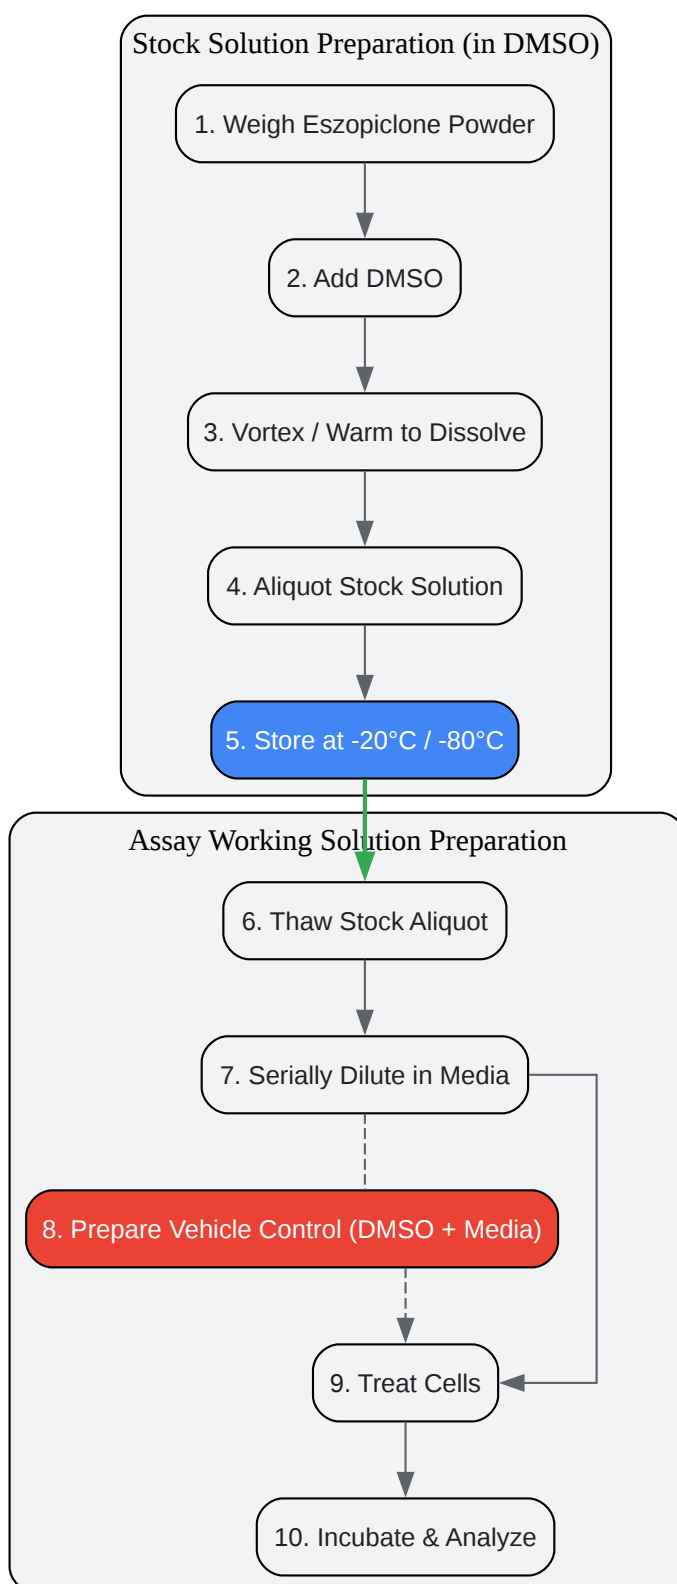 Stock Solution Preparation (in DMSO)
1. Weigh Eszopiclone Powder
2. Add DMSO
3. Vortex / Warm to Dissolve
4. Aliquot Stock Solution
5. Store at -20°C / -80°C
Assay Working Solution Preparation
6. Thaw Stock Aliquot
7. Serially Dilute in Media
8. Prepare Vehicle Control (DMSO + Media)
9. Treat Cells
10. Incubate & Analyze